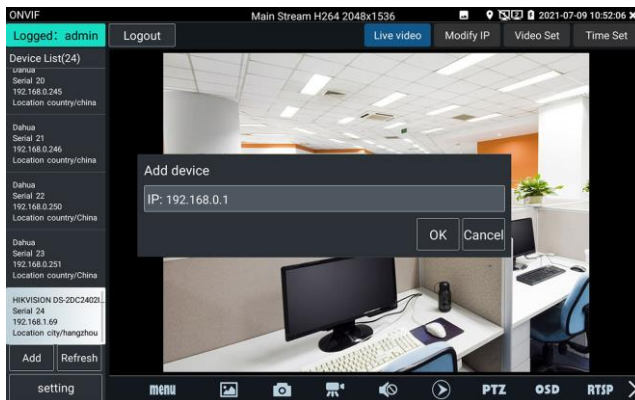 ONVIF
Main Stream H264 2048x1536
2021-07-09 10:52:06
Logged: admin
Logout
Live video
Modify IP
Video Set
Time Set
Device List(24)
Dahua
Serial 20
192.168.0.245
Location country/china
Dahua
Serial 21
192.168.0.246
Location country/china
Dahua
Serial 22
192.168.0.250
Location country/China
Dahua
Serial 23
192.168.0.251
Location country/China
HIKVISION DS-2DC2402I...
Serial 24
192.168.1.69
Location city/hangzhou
Add device
IP: 192.168.0.1
OK
Cancel
Add
Refresh
setting
menu
PTZ
OSD
RTSP